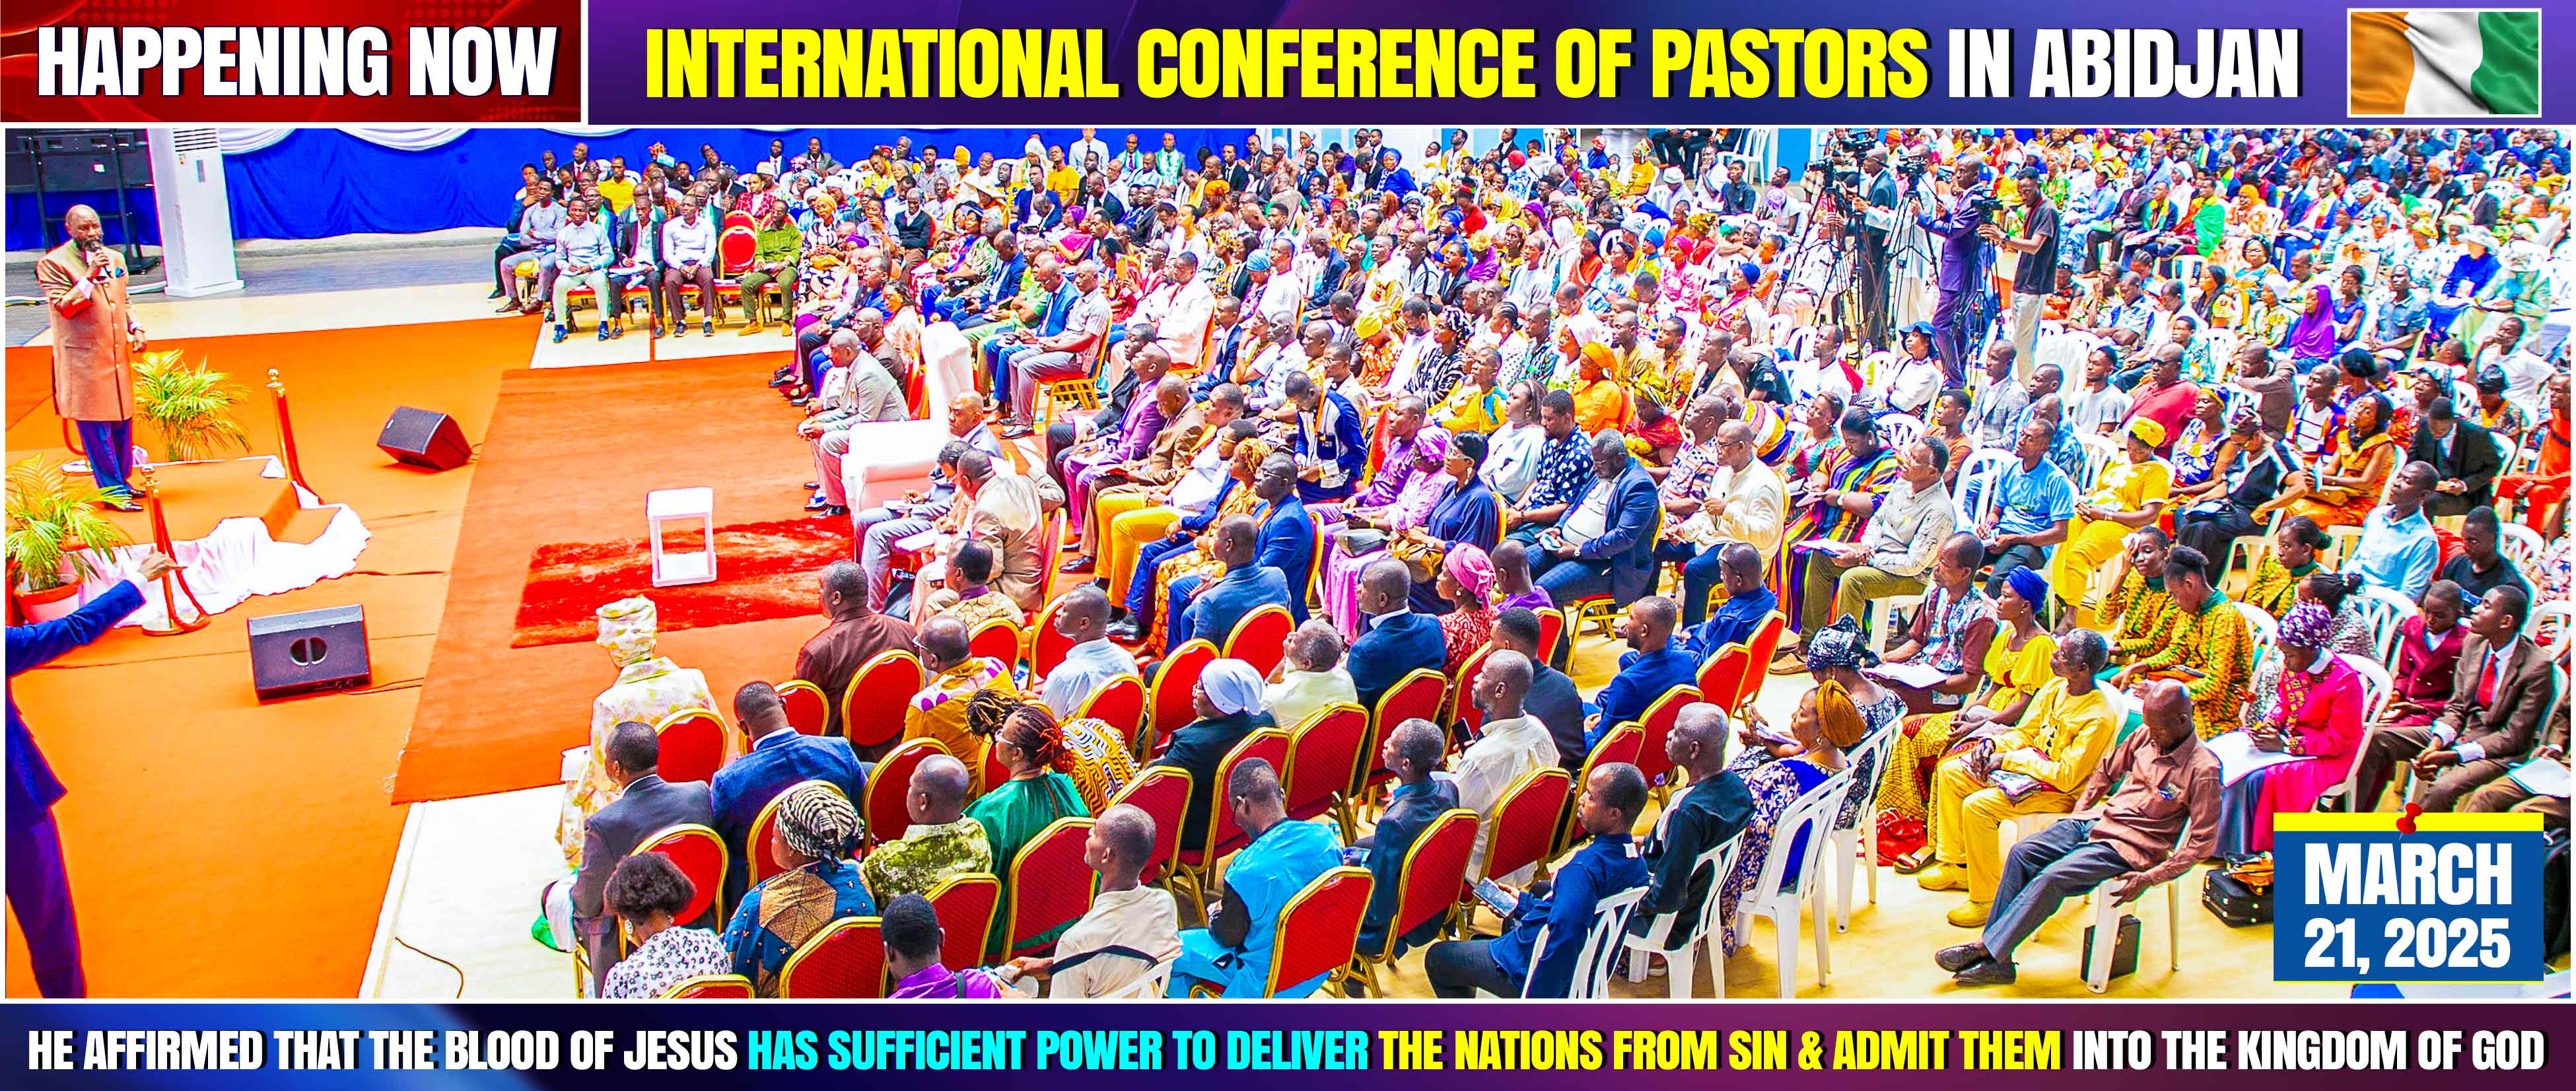 HAPPENING NOW
INTERNATIONAL CONFERENCE OF PASTORS IN ABIDJAN
MARCH
21, 2025
HE AFFIRMED THAT THE BLOOD OF JESUS HAS SUFFICIENT POWER TO DELIVER THE NATIONS FROM SIN & ADMIT THEM INTO THE KINGDOM OF GOD